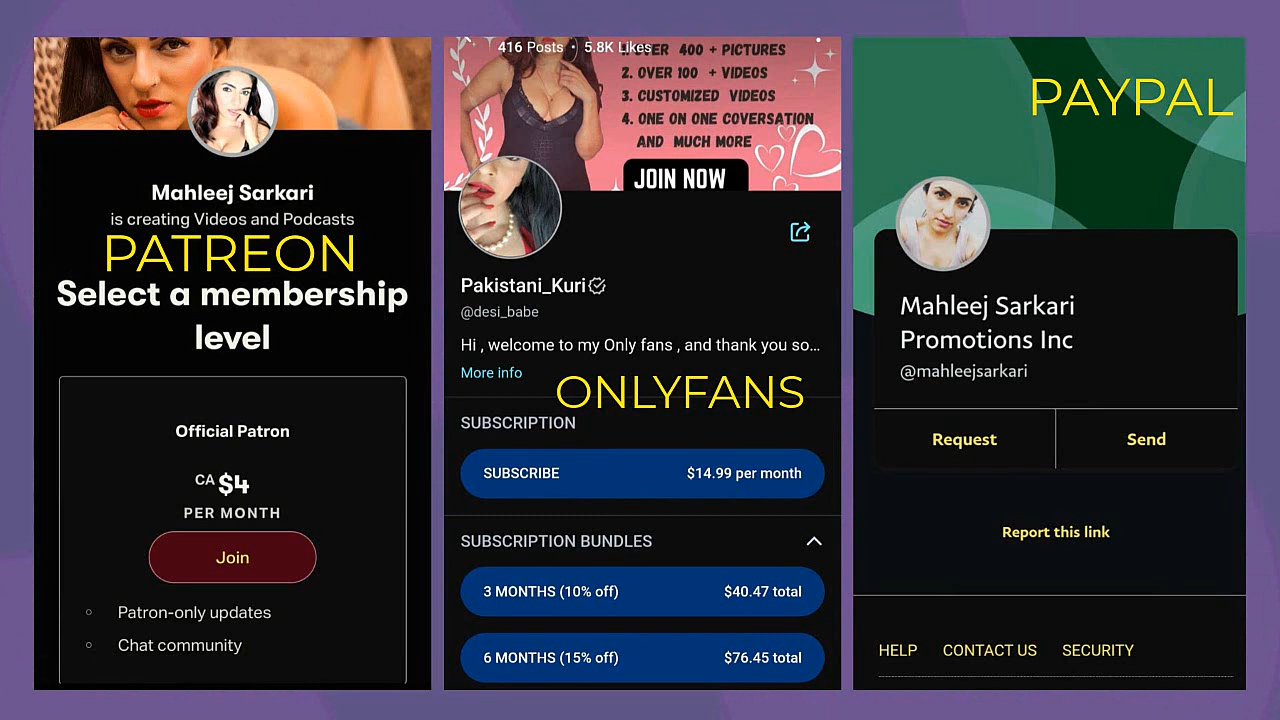 Mahleej Sarkari
is creating Videos and Podcasts
PATREON
Select a membership
level
Official Patron
CA $4
PER MONTH
Join
Patron-only updates
Chat community
416 Posts • 5.8K Likes
1. OVER 400 + PICTURES
2. OVER 100 + VIDEOS
3. CUSTOMIZED VIDEOS
4. ONE ON ONE COVERSATION
AND MUCH MORE
JOIN NOW
Pakistani_Kuri
@desi_babe
Hi , welcome to my Only fans , and thank you so...
More info
ONLYFANS
SUBSCRIPTION
SUBSCRIBE $14.99 per month
SUBSCRIPTION BUNDLES
3 MONTHS (10% off) $40.47 total
6 MONTHS (15% off) $76.45 total
PAYPAL
Mahleej Sarkari
Promotions Inc
@mahleejsarkari
Request Send
Report this link
HELP CONTACT US SECURITY